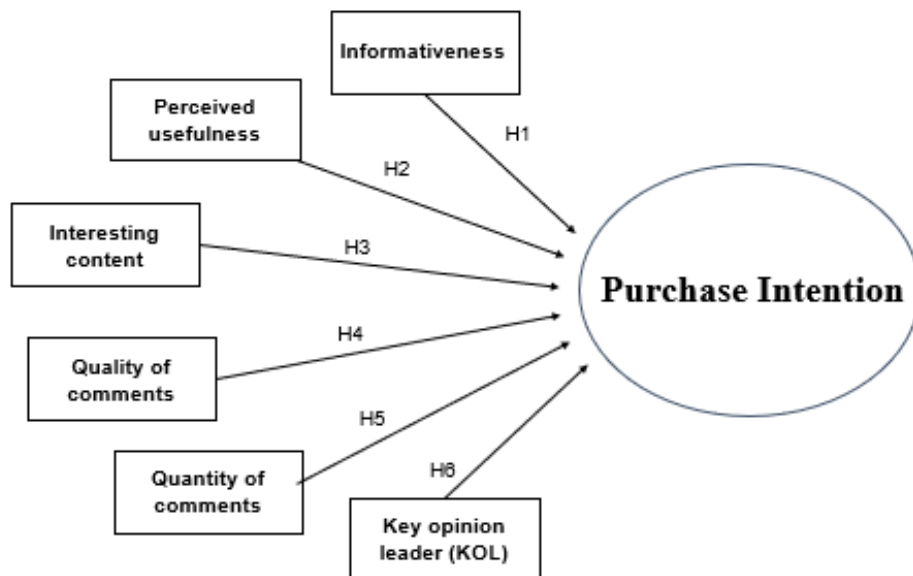 Informativeness
H1
Perceived
usefulness
H2
Interesting
content
H3
Purchase Intention
Quality of
comments
H4
Quantity of
comments
H5
Key opinion
leader (KOL)
H6